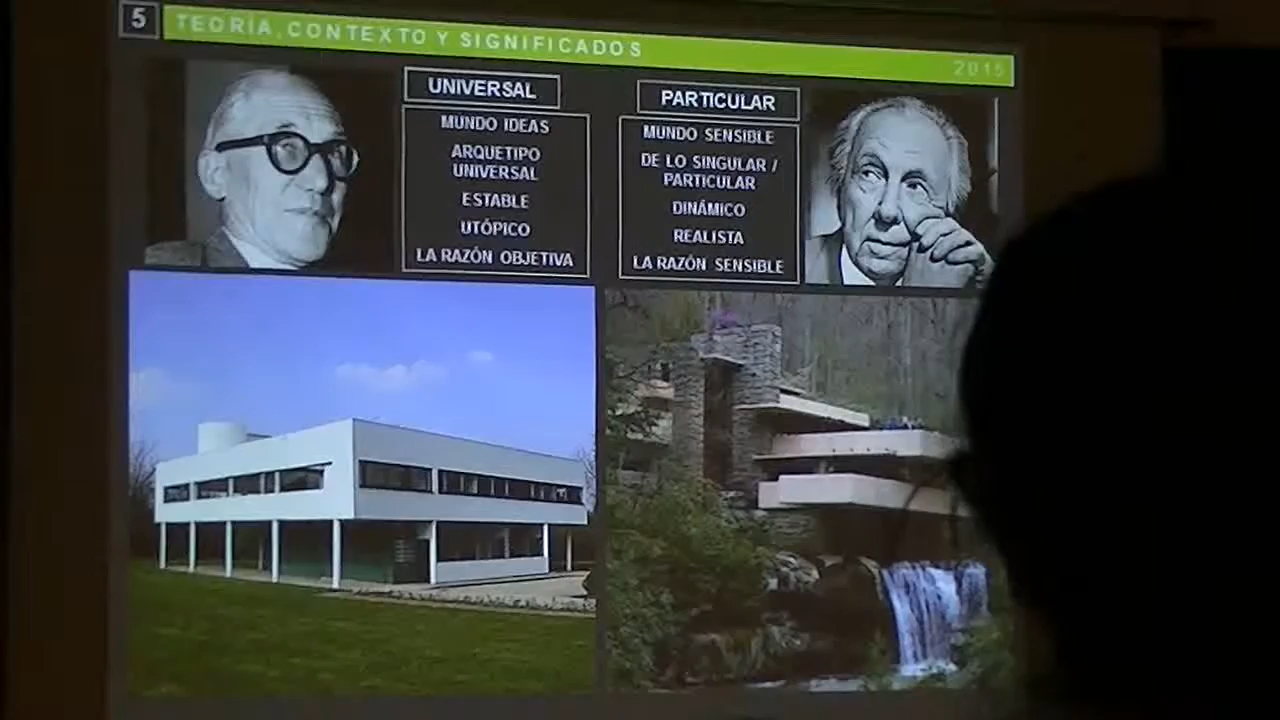 5
TEORÍA, CONTEXTO Y SIGNIFICADOS
2015
UNIVERSAL
MUNDO IDEAS
ARQUETIPO
UNIVERSAL
ESTABLE
UTÓPICO
LA RAZÓN OBJETIVA
PARTICULAR
MUNDO SENSIBLE
DE LO SINGULAR /
PARTICULAR
DINÁMICO
REALISTA
LA RAZÓN SENSIBLE